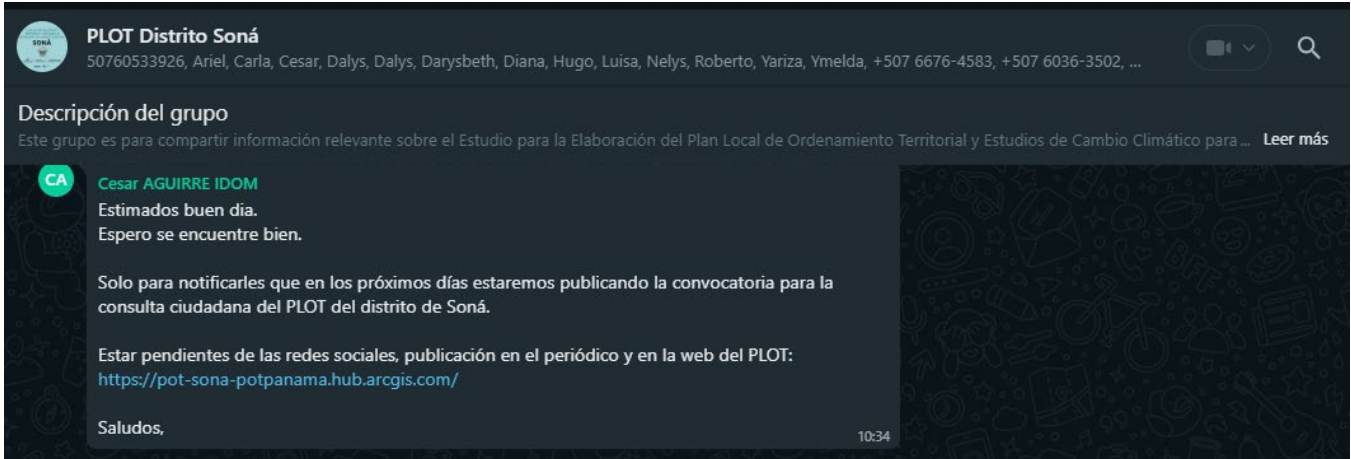 SONÁ
PLOT Distrito Soná
50760533926, Ariel, Carla, Cesar, Dalys, Dalys, Darysbeth, Diana, Hugo, Luisa, Nelys, Roberto, Yariza, Ymelda, +507 6676-4583, +507 6036-3502, ...
Descripción del grupo
Este grupo es para compartir información relevante sobre el Estudio para la Elaboración del Plan Local de Ordenamiento Territorial y Estudios de Cambio Climático para... Leer más
CA
Cesar AGUIRRE IDOM
Estimados buen dia.
Espero se encuentre bien.
Solo para notificarles que en los próximos días estaremos publicando la convocatoria para la
consulta ciudadana del PLOT del distrito de Soná.
Estar pendientes de las redes sociales, publicación en el periódico y en la web del PLOT:
https://pot-sona-potpanama.hub.arcgis.com/
Saludos,
10:34